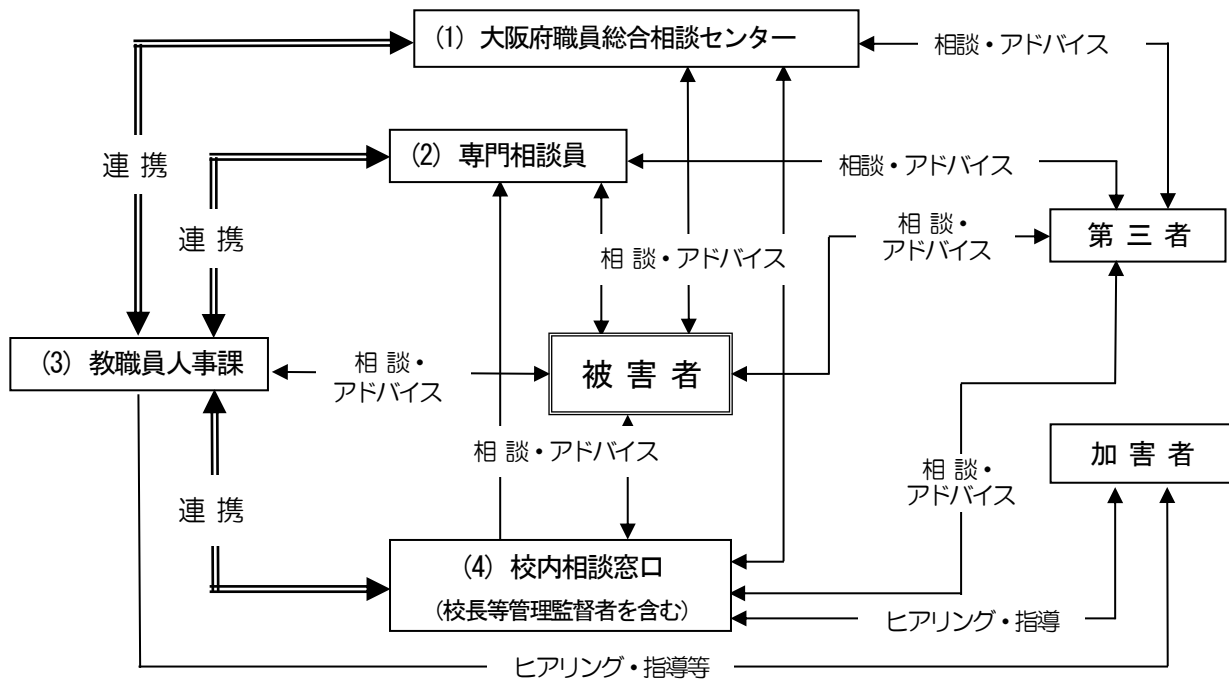 (1) 大阪府職員総合相談センター
相談・アドバイス
連 携
(2) 専門相談員
相談・アドバイス
連 携
相 談・
アドバイス
第 三 者
相 談・アドバイス
(3) 教職員人事課
相 談・
アドバイス
被 害 者
相 談・アドバイス
加 害 者
相 談・
アドバイス
連 携
(4) 校内相談窓口
(校長等管理監督者を含む)
ヒアリング・指導
ヒアリング・指導等